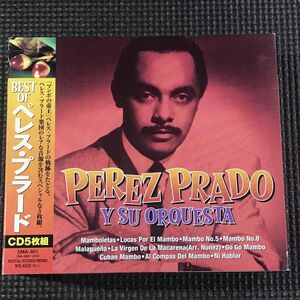 BEST OF
ペレス・プラード
CD5枚組
PEREZ PRADO
Y SU ORQUESTA
Mamboletas・Locas Por El Mambo・Mambo No.5・Mambo No.8
Malagueña・La Virgen De La Macarena(Arr. Nunez)・Go Go Mambo
Cuban Mambo・Al Compas Del Mambo・Ni Hablar